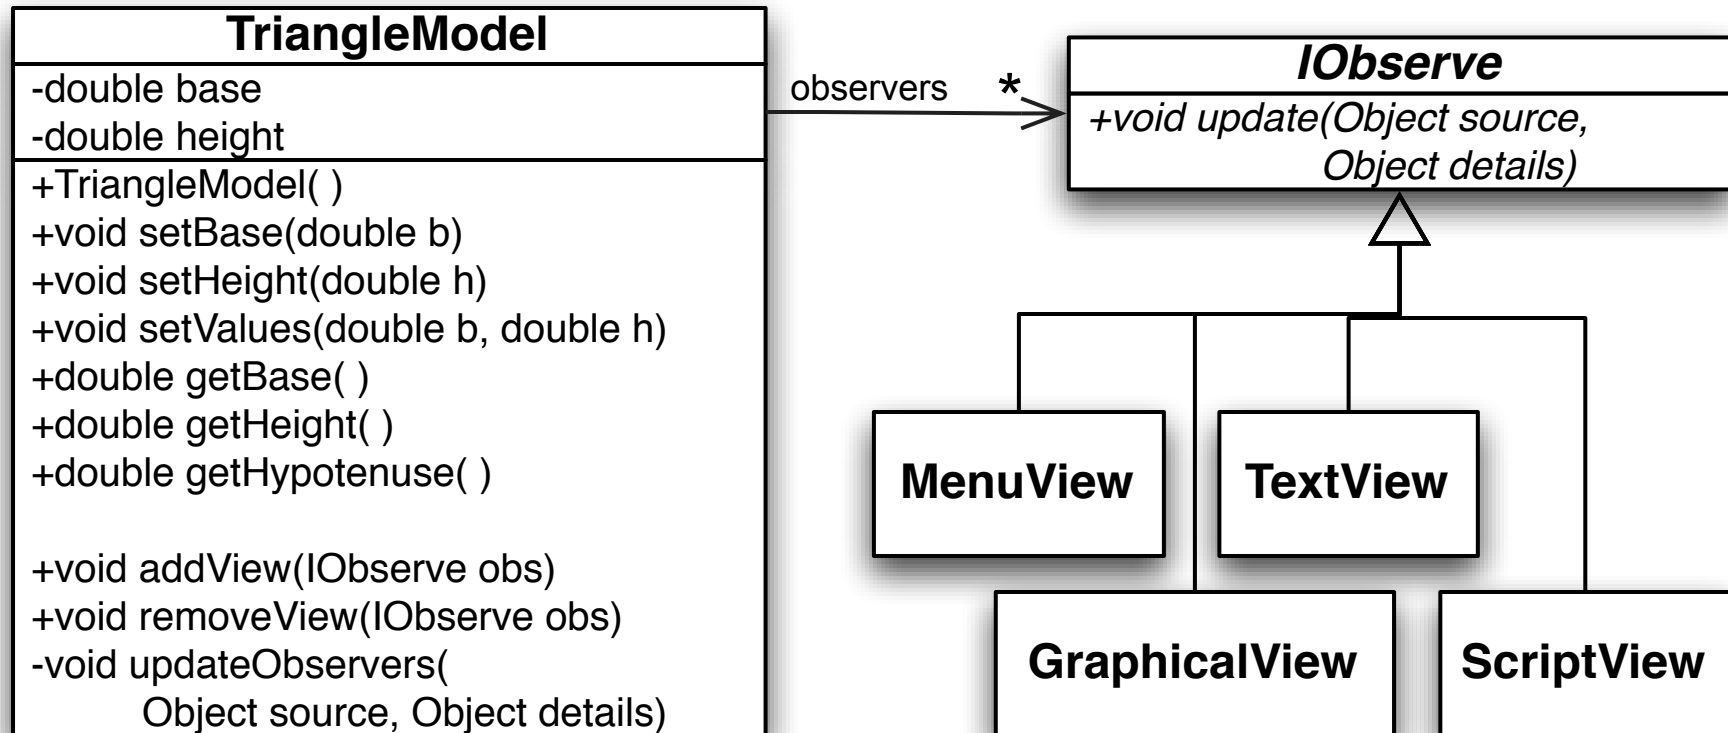 TriangleModel
-double base
-double height
+TriangleModel( )
+void setBase(double b)
+void setHeight(double h)
+void setValues(double b, double h)
+double getBase( )
+double getHeight( )
+double getHypotenuse( )
+void addView(IObserve obs)
+void removeView(IObserve obs)
-void updateObservers(
Object source, Object details)
observers *
IObserve
+void update(Object source,
Object details)
MenuView
TextView
GraphicalView
ScriptView